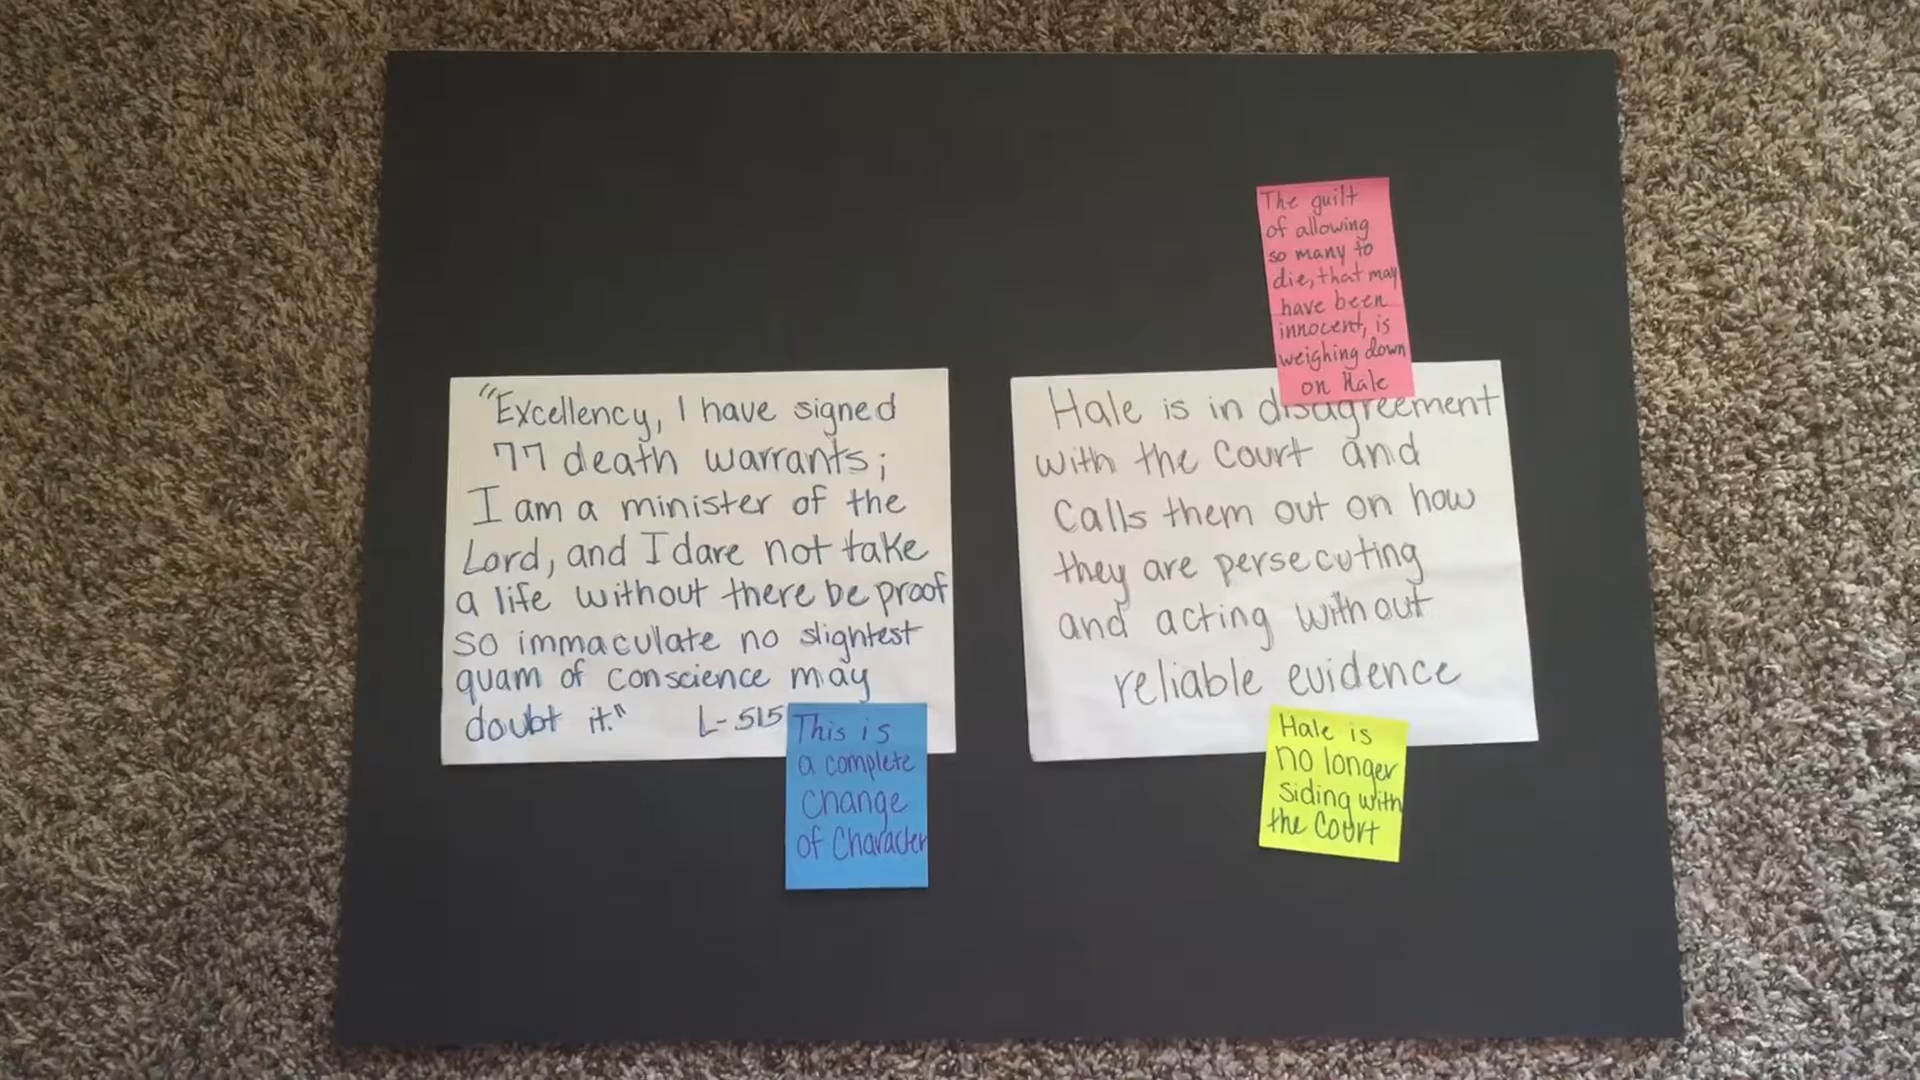 "Excellency, I have signed
77 death warrants;
I am a minister of the
Lord, and I dare not take
a life without there be proof
so immaculate no slightest
quam of conscience may
doubt it." L-515
This is
a complete
change
of Character
The guilt
of allowing
so many to
die, that may
have been
innocent, is
weighing down
on Hale
Hale is in disagreement
with the Court and
Calls them out on how
they are persecuting
and acting without
reliable evidence
Hale is
no longer
siding with
the Court